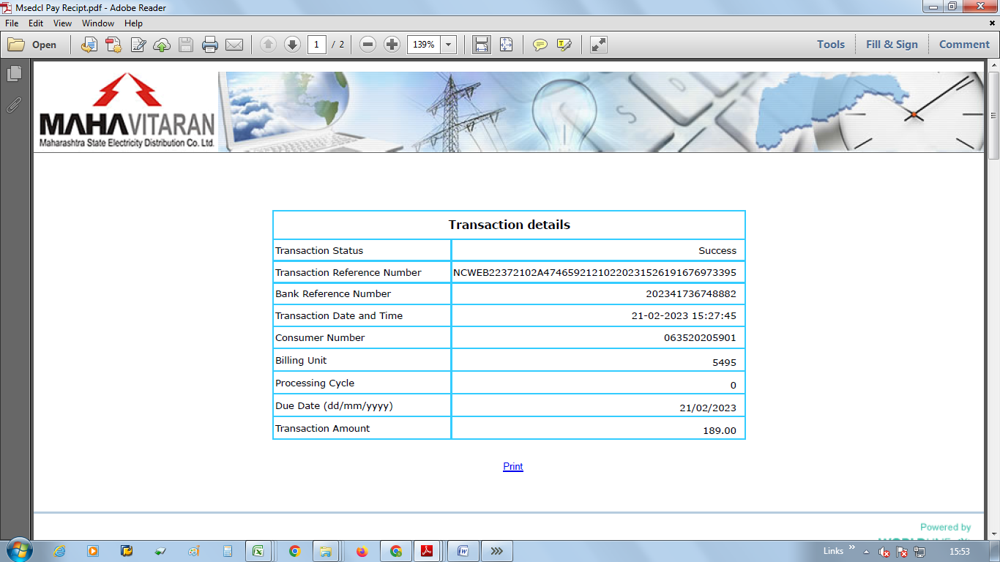 Msedcl Pay Recipt.pdf - Adobe Reader
File Edit View Window Help
Open 1 / 2 139% Tools Fill & Sign Comment
MAHAVITARAN
Maharashtra State Electricity Distribution Co. Ltd.
Transaction details
Transaction Status Success
Transaction Reference Number NCWEB22372102A47465921210220231526191676973395
Bank Reference Number 202341736748882
Transaction Date and Time 21-02-2023 15:27:45
Consumer Number 063520205901
Billing Unit 5495
Processing Cycle 0
Due Date (dd/mm/yyyy) 21/02/2023
Transaction Amount 189.00
Print
Powered by
Links 15:53